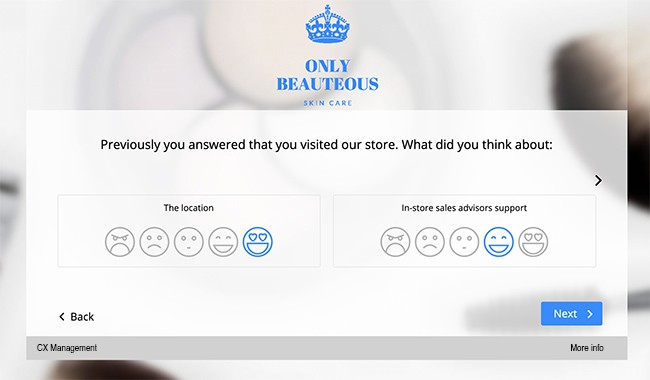 ONLY
BEAUTEOUS
SKIN CARE
Previously you answered that you visited our store. What did you think about:
The location
In-store sales advisors support
Back
Next
CX Management
More info